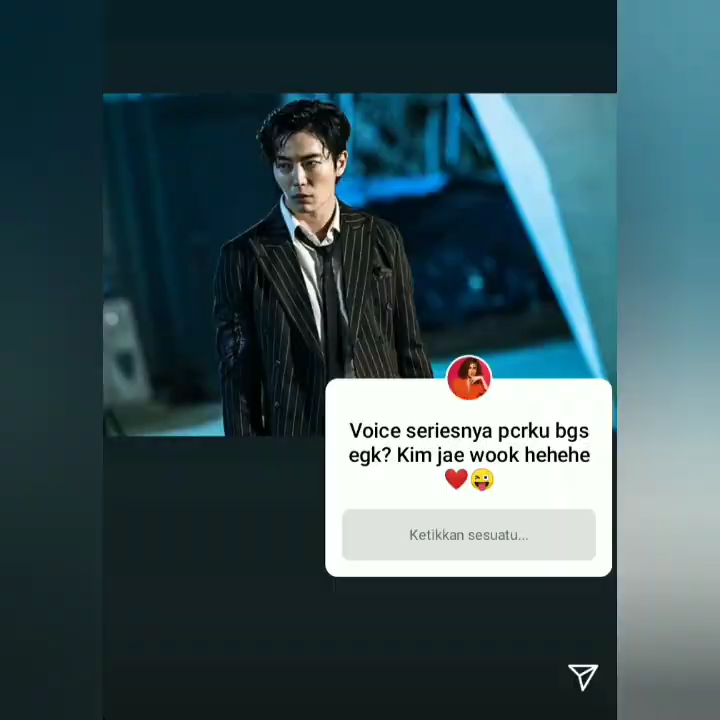 Voice seriesnya pcrku bgs
egk? Kim jae wook hehehe
❤️😜
Ketikkan sesuatu...